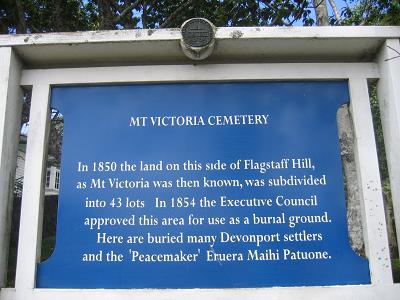 MT VICTORIA CEMETERY
In 1850 the land on this side of Flagstaff Hill,
as Mt Victoria was then known, was subdivided
into 43 lots In 1854 the Executive Council
approved this area for use as a burial ground.
Here are buried many Devonport settlers
and the 'Peacemaker' Eruera Maihi Patuone.